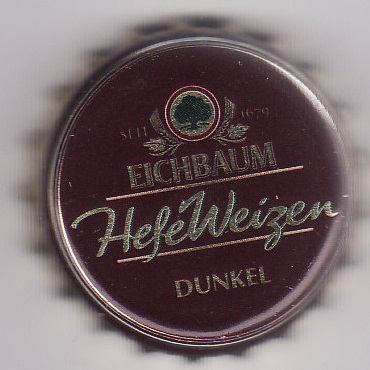 SEIT 1679
EICHBAUM
HefeWeizen
DUNKEL